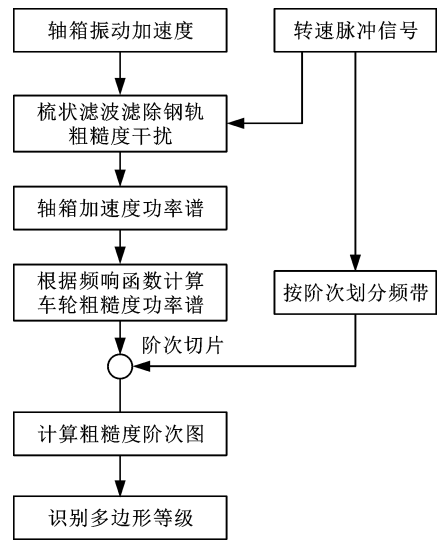 轴箱振动加速度
转速脉冲信号
梳状滤波滤除钢轨
粗糙度干扰
轴箱加速度功率谱
根据频响函数计算
车轮粗糙度功率谱
按阶次划分频带
阶次切片
计算粗糙度阶次图
识别多边形等级